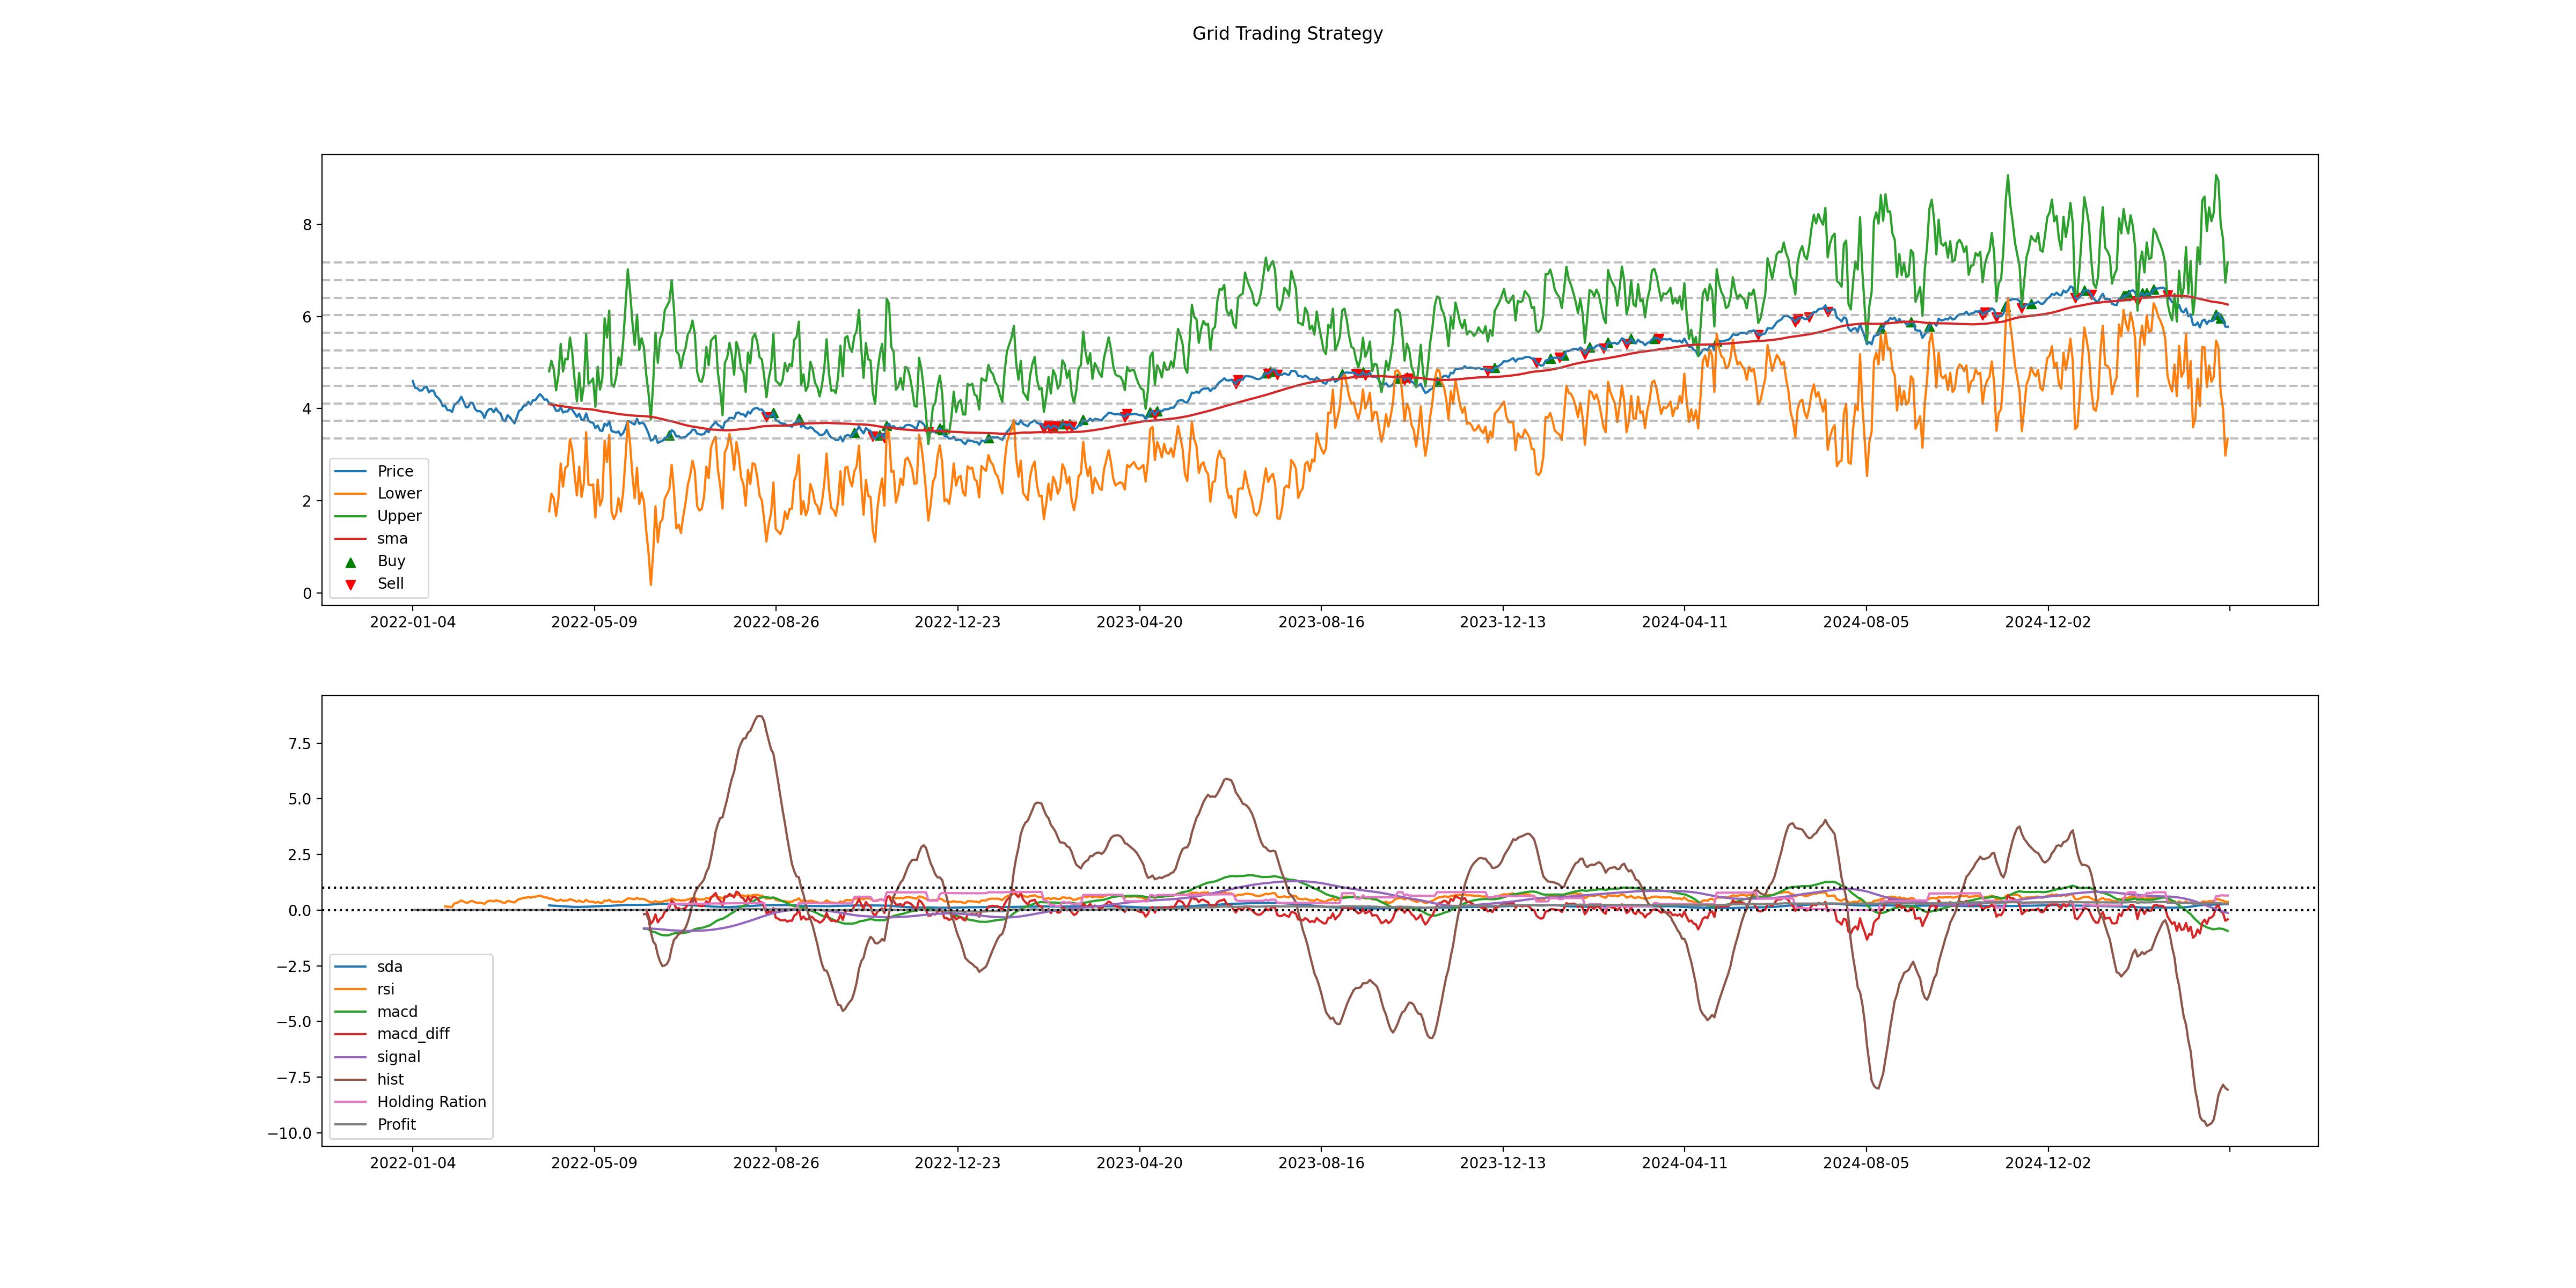 Grid Trading Strategy
8
6
4
2
0
Price
Lower
Upper
sma
Buy
Sell
2022-01-04 2022-05-09 2022-08-26 2022-12-23 2023-04-20 2023-08-16 2023-12-13 2024-04-11 2024-08-05 2024-12-02
7.5
5.0
2.5
0.0
−2.5
−5.0
−7.5
−10.0
sda
rsi
macd
macd_diff
signal
hist
Holding Ration
Profit
2022-01-04 2022-05-09 2022-08-26 2022-12-23 2023-04-20 2023-08-16 2023-12-13 2024-04-11 2024-08-05 2024-12-02